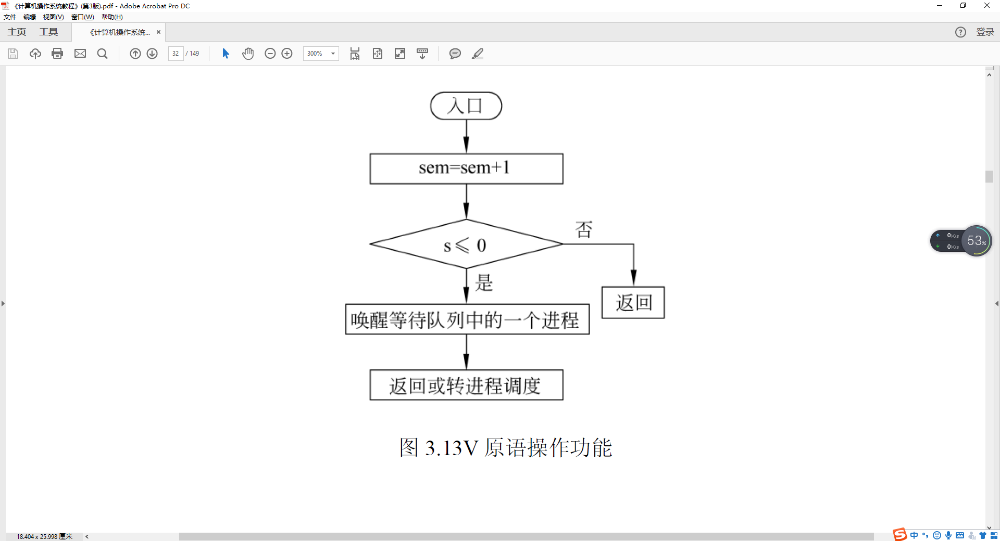 《计算机操作系统教程》(第3版).pdf - Adobe Acrobat Pro DC
文件 编辑 视图(V) 窗口(W) 帮助(H)
主页 工具 《计算机操作系统... × 登录
32 / 149 300%
入口
sem=sem+1
否
s≤ 0
是
返回
唤醒等待队列中的一个进程
返回或转进程调度
图 3.13V 原语操作功能
0K/s
0K/s
53%
18.404 x 25.998 厘米
中